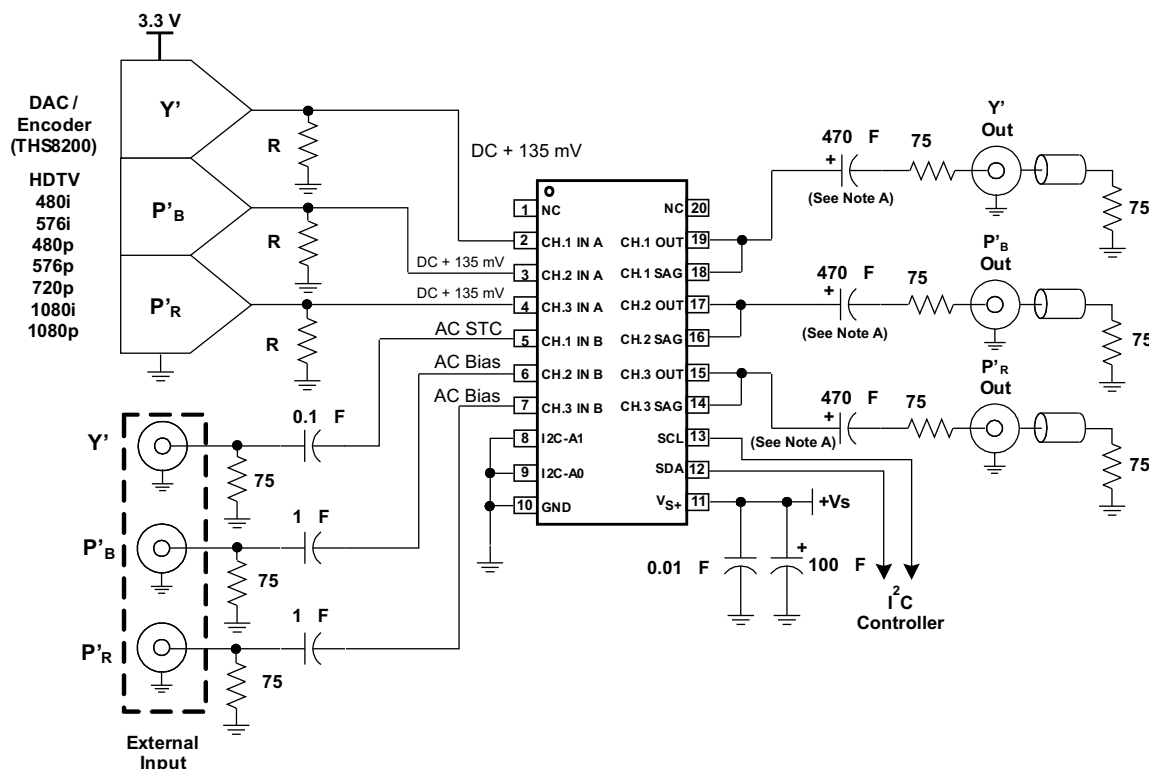 3.3 V
DAC /
Encoder
(THS8200)
HDTV
480i
576i
480p
576p
720p
1080i
1080p
Y'
P'B
P'R
R
R
R
DC + 135 mV
DC + 135 mV
DC + 135 mV
AC STC
AC Bias
AC Bias
Y'
P'B
P'R
75
75
75
0.1 F
1 F
1 F
External
Input
1 NC
2 CH.1 IN A
3 CH.2 IN A
4 CH.3 IN A
5 CH.1 IN B
6 CH.2 IN B
7 CH.3 IN B
8 I2C-A1
9 I2C-A0
10 GND
NC 20
CH.1 OUT 19
CH.1 SAG 18
CH.2 OUT 17
CH.2 SAG 16
CH.3 OUT 15
CH.3 SAG 14
SCL 13
SDA 12
VS+ 11
470 F
+
(See Note A)
75
Y'
Out
75
470 F
+
(See Note A)
75
P'B
Out
75
470 F
+
(See Note A)
75
P'R
Out
75
+Vs
0.01 F
+
100 F
I2C
Controller